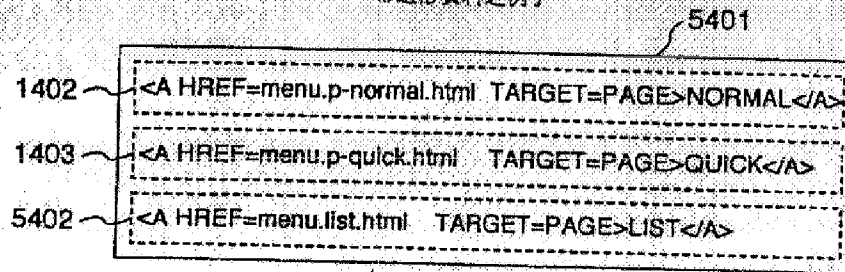 5401
1402 <A HREF=menu.p-normal.html TARGET=PAGE>NORMAL</A>
1403 <A HREF=menu.p-quick.html TARGET=PAGE>QUICK</A>
5402 <A HREF=menu.list.html TARGET=PAGE>LIST</A>